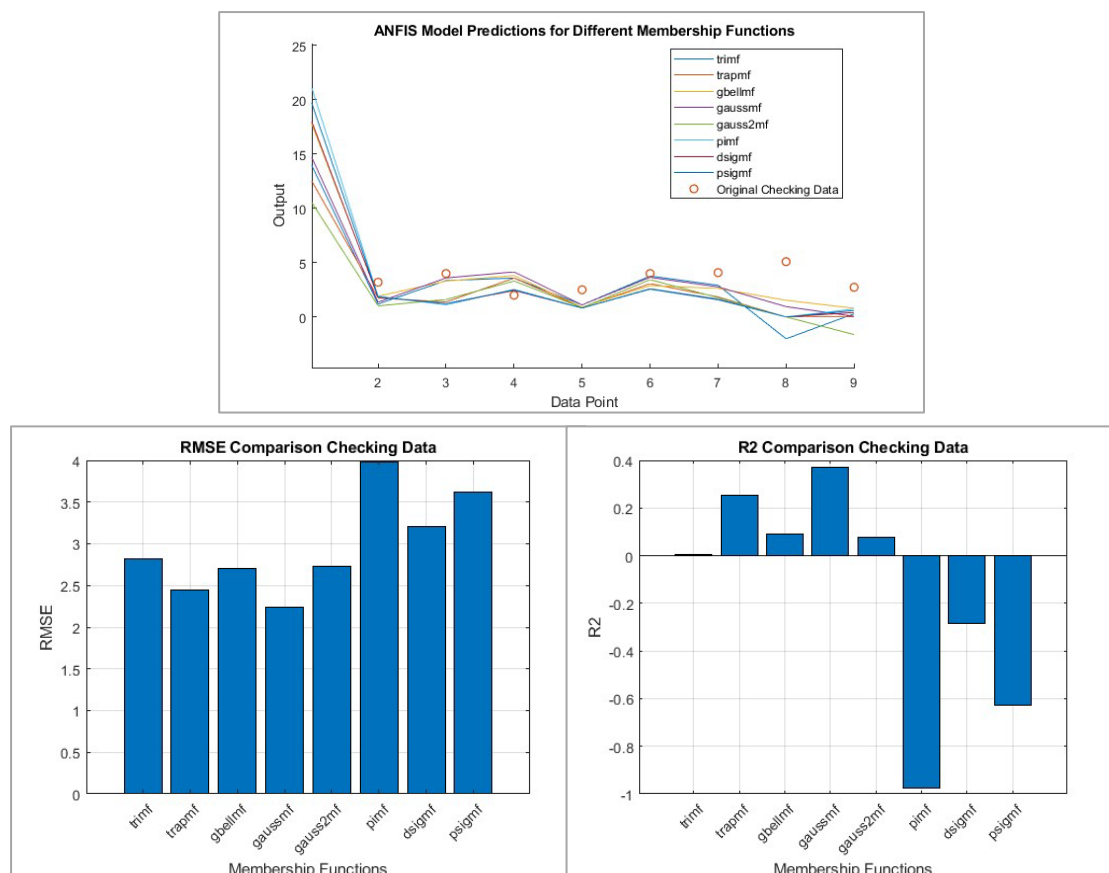 ANFIS Model Predictions for Different Membership Functions
25
20
15
10
5
0
Output
trimf
trapmf
gbellmf
gaussmf
gauss2mf
pimf
dsigmf
psigmf
Original Checking Data
2 3 4 5 6 7 8 9
Data Point
RMSE Comparison Checking Data
4
3.5
3
2.5
2
1.5
1
0.5
0
RMSE
trimf trapmf gbellmf gaussmf gauss2mf pimf dsigmf psigmf
Membership Functions
R2 Comparison Checking Data
0.4
0.2
0
-0.2
-0.4
-0.6
-0.8
-1
R2
trimf trapmf gbellmf gaussmf gauss2mf pimf dsigmf psigmf
Membership Functions